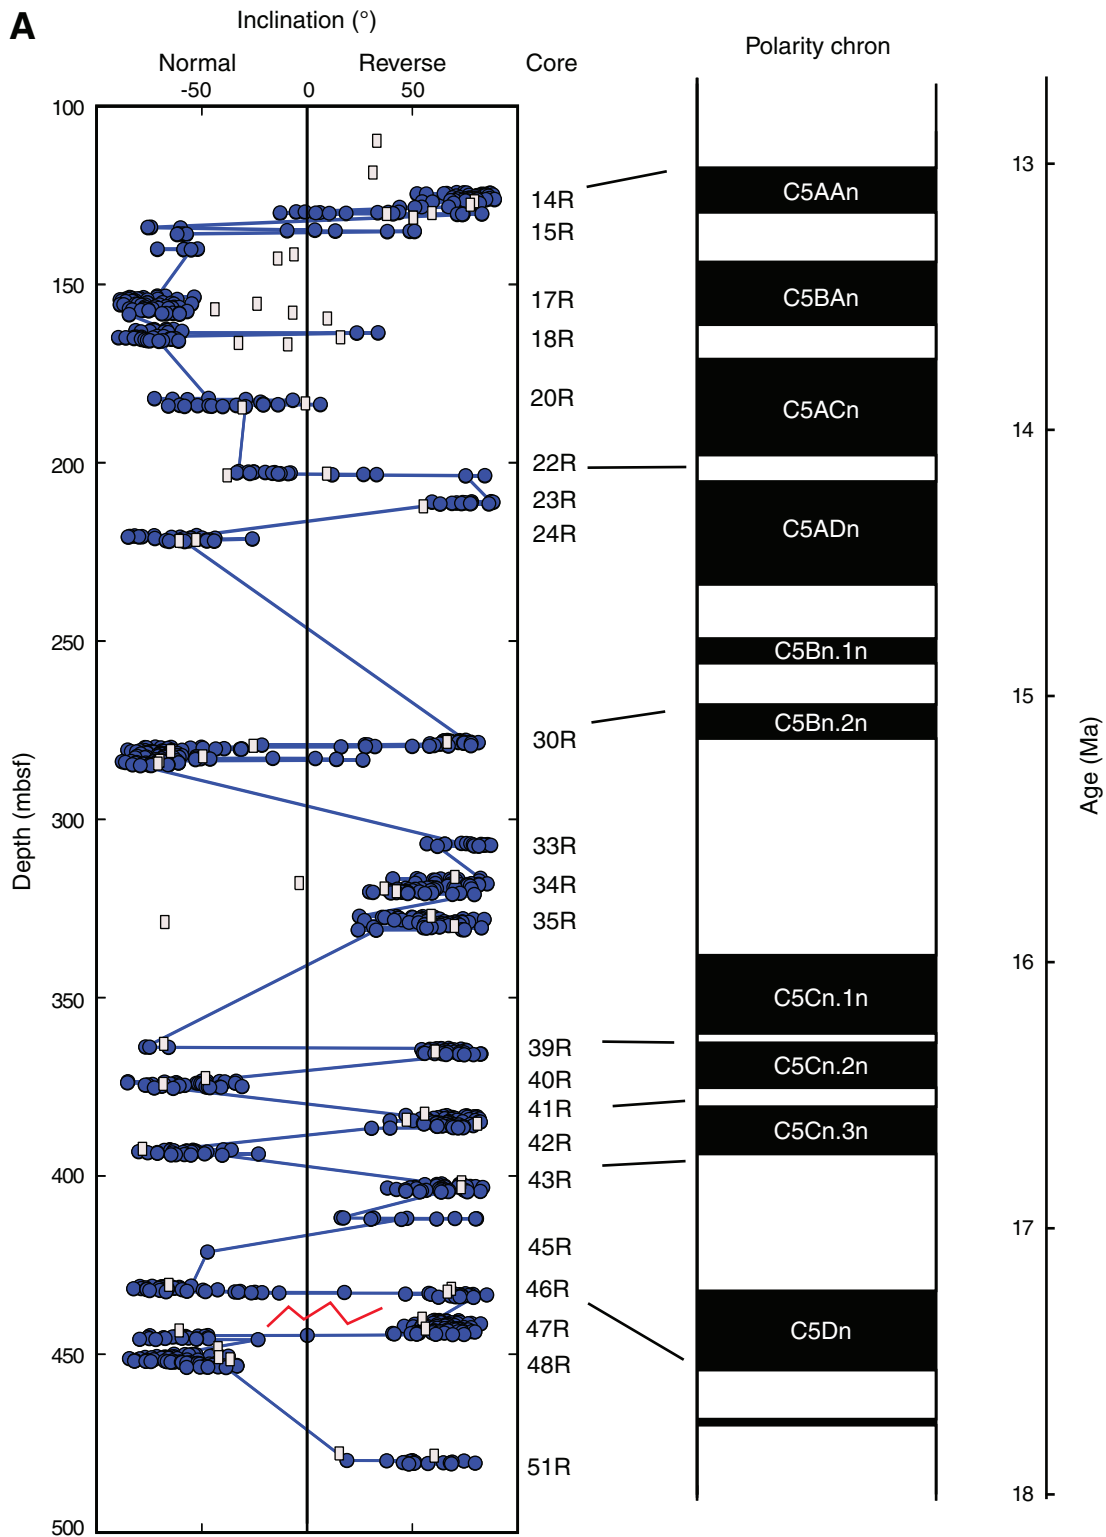 A
Inclination (°)
Polarity chron
Normal
Reverse
Core
-50
0
50
100
150
200
250
300
350
400
450
500
Depth (mbsf)
14R
15R
17R
18R
20R
22R
23R
24R
30R
33R
34R
35R
39R
40R
41R
42R
43R
45R
46R
47R
48R
51R
C5AAn
C5BAn
C5ACn
C5ADn
C5Bn.1n
C5Bn.2n
C5Cn.1n
C5Cn.2n
C5Cn.3n
C5Dn
13
14
15
16
17
18
Age (Ma)